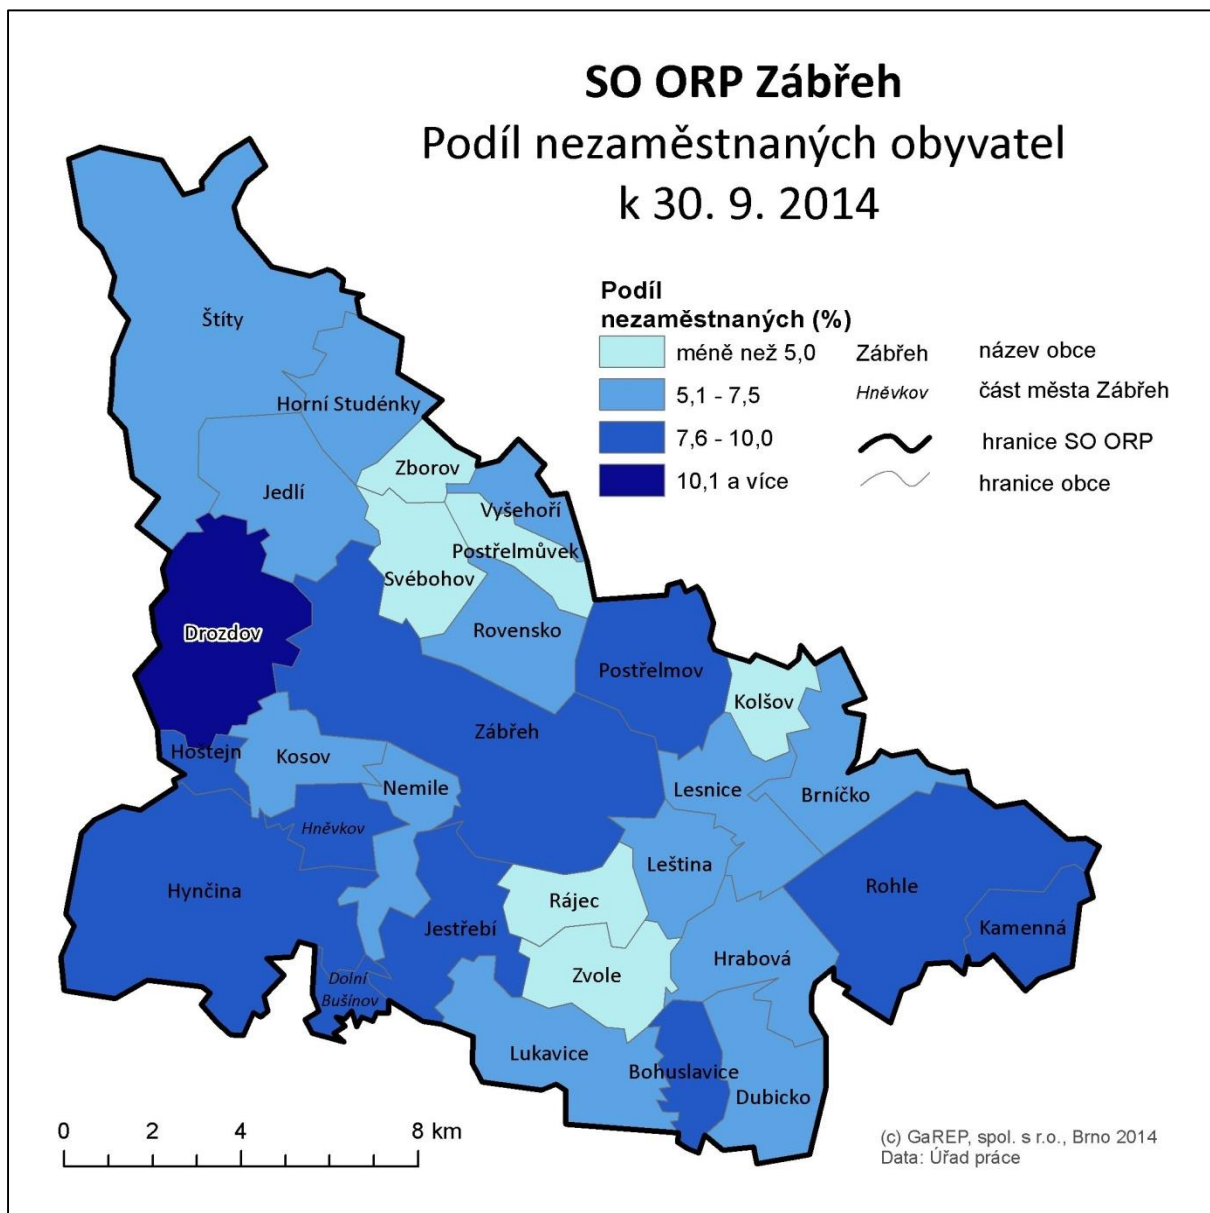 SO ORP Zábřeh
Podíl nezaměstnaných obyvatel
k 30. 9. 2014
Podíl
nezaměstnaných (%)
méně než 5,0
5,1 - 7,5
7,6 - 10,0
10,1 a více
Zábřeh název obce
Hněvkov část města Zábřeh
hranice SO ORP
hranice obce
Štíty
Horní Studénky
Zborov
Jedlí
Vyšehoří
Postřelmůvek
Svébohov
Rovensko
Drozdov
Postřelmov
Kolšov
Zábřeh
Hoštejn
Kosov
Nemile
Lesnice
Brníčko
Hněvkov
Leština
Hynčina
Rohle
Rájec
Jestřebí
Kamenná
Hrabová
Zvole
Dolní
Bušínov
Lukavice
Bohuslavice
Dubicko
0 2 4 8 km
(c) GaREP, spol. s r.o., Brno 2014
Data: Úřad práce